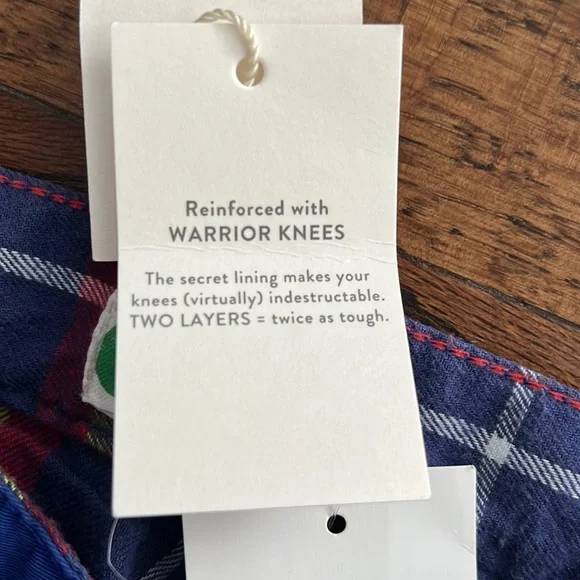 Reinforced with
WARRIOR KNEES
The secret lining makes your
knees (virtually) indestructable.
TWO LAYERS = twice as tough.